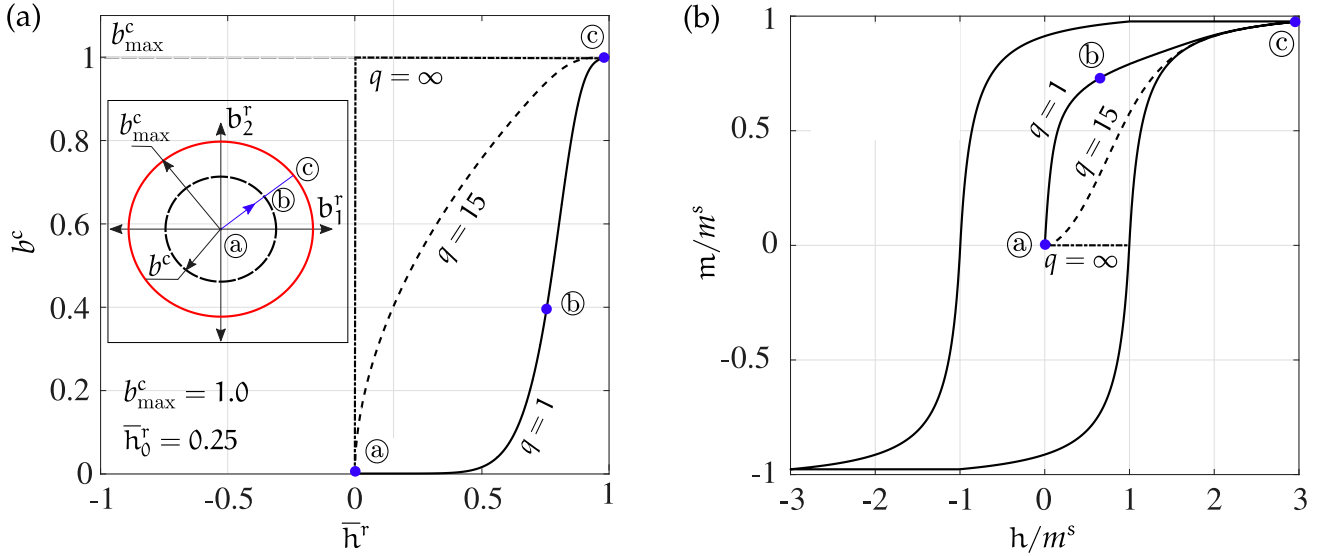 (a)
b^c_max
ⓒ
1
q = ∞
0.8
b^c_max
b^r_2
ⓒ
ⓑ
b^r_1
0.6
ⓐ
b^c
q = 15
b^c
0.4
ⓑ
0.2
b^c_max = 1.0
h̅^r_0 = 0.25
q = 1
ⓐ
0
-1
-0.5
0
0.5
1
h̅^r
(b)
1
ⓒ
ⓑ
q = 1
q = 15
0.5
m/m^s
0
ⓐ
q = ∞
-0.5
-1
-3
-2
-1
0
1
2
3
h/m^s